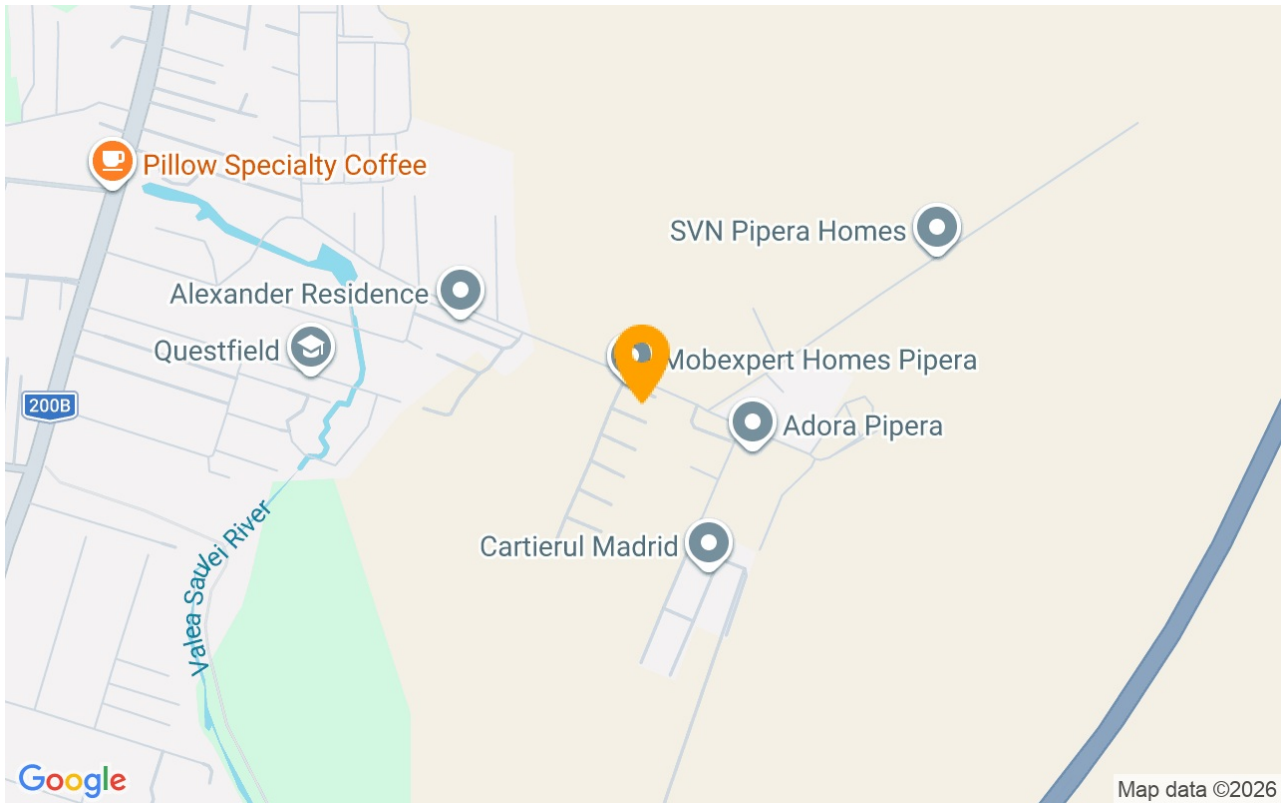 Pillow Specialty Coffee
SVN Pipera Homes
Alexander Residence
Questfield
Mobexpert Homes Pipera
200B
Adora Pipera
Cartierul Madrid
Valea Saulei River
Google
Map data ©2026